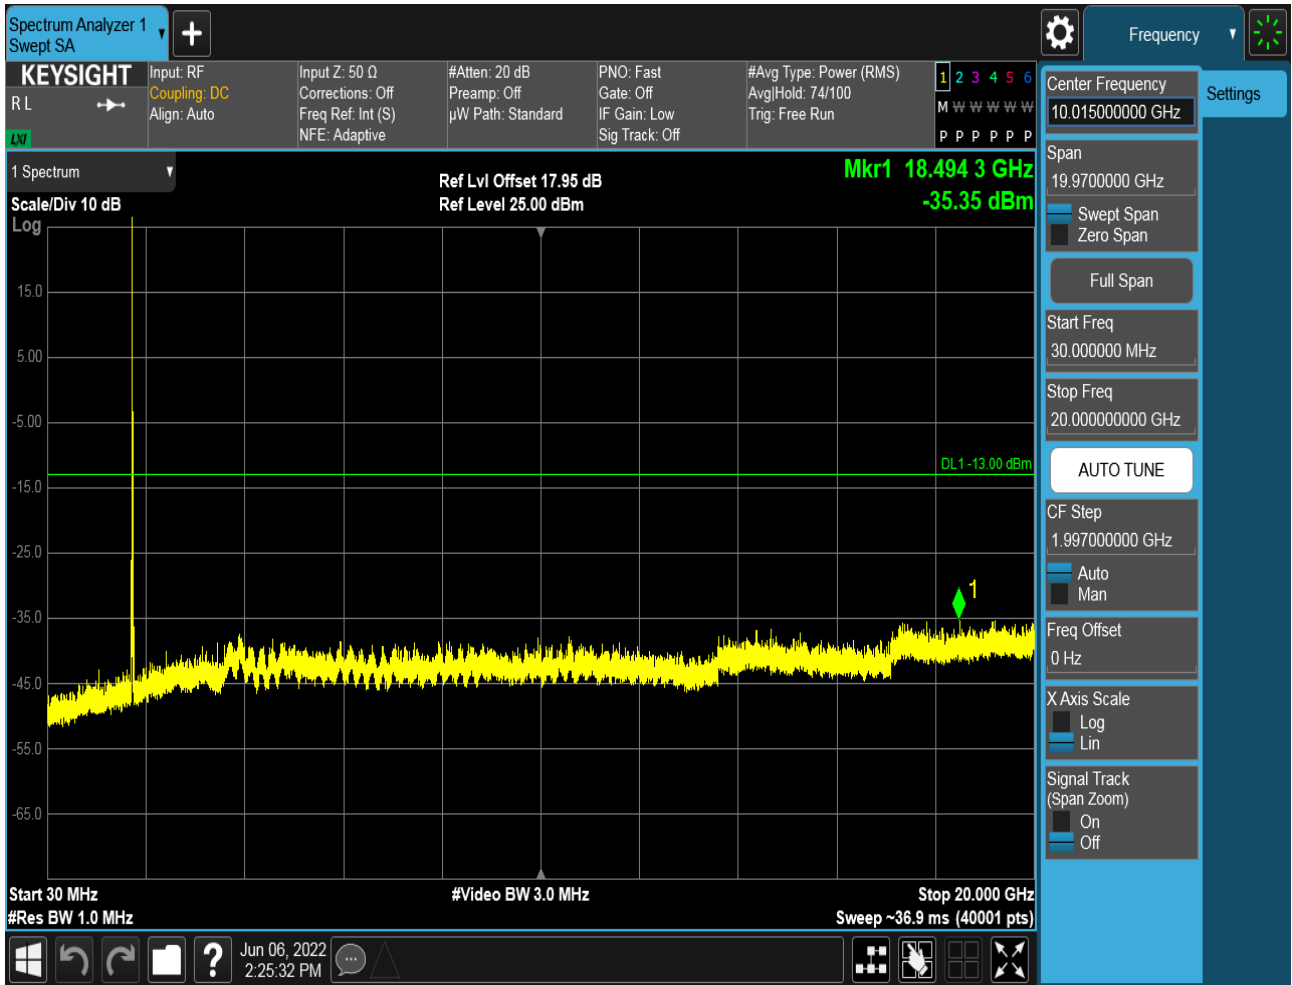 Spectrum Analyzer 1
Swept SA
Frequency
KEYSIGHT
R L
LXI
Input: RF
Coupling: DC
Align: Auto
Input Z: 50 Ω
Corrections: Off
Freq Ref: Int (S)
NFE: Adaptive
#Atten: 20 dB
Preamp: Off
µW Path: Standard
PNO: Fast
Gate: Off
IF Gain: Low
Sig Track: Off
#Avg Type: Power (RMS)
Avg|Hold: 74/100
Trig: Free Run
1 2 3 4 5 6
M W W W W W
P P P P P P
1 Spectrum
Scale/Div 10 dB
Log
Ref Lvl Offset 17.95 dB
Ref Level 25.00 dBm
Mkr1 18.494 3 GHz
-35.35 dBm
15.0
5.00
-5.00
-15.0
-25.0
-35.0
-45.0
-55.0
-65.0
DL1 -13.00 dBm
1
Start 30 MHz
#Res BW 1.0 MHz
#Video BW 3.0 MHz
Stop 20.000 GHz
Sweep ~36.9 ms (40001 pts)
Jun 06, 2022
2:25:32 PM
Center Frequency
10.015000000 GHz
Settings
Span
19.9700000 GHz
Swept Span
Zero Span
Full Span
Start Freq
30.000000 MHz
Stop Freq
20.000000000 GHz
AUTO TUNE
CF Step
1.997000000 GHz
Auto
Man
Freq Offset
0 Hz
X Axis Scale
Log
Lin
Signal Track
(Span Zoom)
On
Off